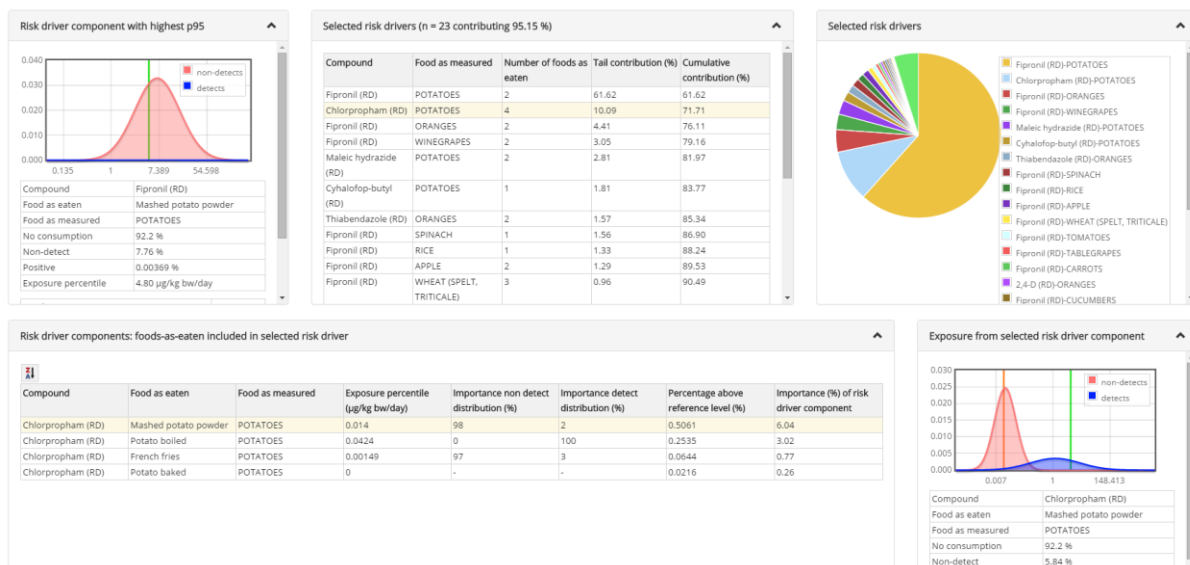 Risk driver component with highest p95
0.040
0.030
0.020
0.010
0.000
non-detects
detects
0.135 1 7.389 54.598
Compound Fipronil (RD)
Food as eaten Mashed potato powder
Food as measured POTATOES
No consumption 92.2 %
Non-detect 7.76 %
Positive 0.00369 %
Exposure percentile 4.80 µg/kg bw/day
Selected risk drivers (n = 23 contributing 95.15 %)
Compound Food as measured Number of foods as Tail contribution (%) Cumulative
eaten contribution (%)
Fipronil (RD) POTATOES 2 61.62 61.62
Chlorpropham (RD) POTATOES 4 10.09 71.71
Fipronil (RD) ORANGES 2 4.41 76.11
Fipronil (RD) WINEGRAPES 2 3.05 79.16
Maleic hydrazide POTATOES 2 2.81 81.97
(RD)
Cyhalofop-butyl POTATOES 1 1.81 83.77
(RD)
Thiabendazole (RD) ORANGES 2 1.57 85.34
Fipronil (RD) SPINACH 1 1.56 86.90
Fipronil (RD) RICE 1 1.33 88.24
Fipronil (RD) APPLE 2 1.29 89.53
Fipronil (RD) WHEAT (SPELT, 3 0.96 90.49
TRITICALE)
Selected risk drivers
Fipronil (RD)-POTATOES
Chlorpropham (RD)-POTATOES
Fipronil (RD)-ORANGES
Fipronil (RD)-WINEGRAPES
Maleic hydrazide (RD)-POTATOES
Cyhalofop-butyl (RD)-POTATOES
Thiabendazole (RD)-ORANGES
Fipronil (RD)-SPINACH
Fipronil (RD)-RICE
Fipronil (RD)-APPLE
Fipronil (RD)-WHEAT (SPELT, TRITICALE)
Fipronil (RD)-TOMATOES
Fipronil (RD)-TABLEGRAPES
Fipronil (RD)-CARROTS
2,4-D (RD)-ORANGES
Fipronil (RD)-CUCUMBERS
Risk driver components: foods-as-eaten included in selected risk driver
Compound Food as eaten Food as measured Exposure percentile Importance non detect Importance detect Percentage above Importance (%) of risk
(µg/kg bw/day) distribution (%) distribution (%) reference level (%) driver component
Chlorpropham (RD) Mashed potato powder POTATOES 0.014 98 2 0.5061 6.04
Chlorpropham (RD) Potato boiled POTATOES 0.0424 0 100 0.2535 3.02
Chlorpropham (RD) French fries POTATOES 0.00149 97 3 0.0644 0.77
Chlorpropham (RD) Potato baked POTATOES 0 - - 0.0216 0.26
Exposure from selected risk driver component
0.030
0.025
0.020
0.015
0.010
0.005
0.000
non-detects
detects
0.007 1 148.413
Compound Chlorpropham (RD)
Food as eaten Mashed potato powder
Food as measured POTATOES
No consumption 92.2 %
Non-detect 5.84 %